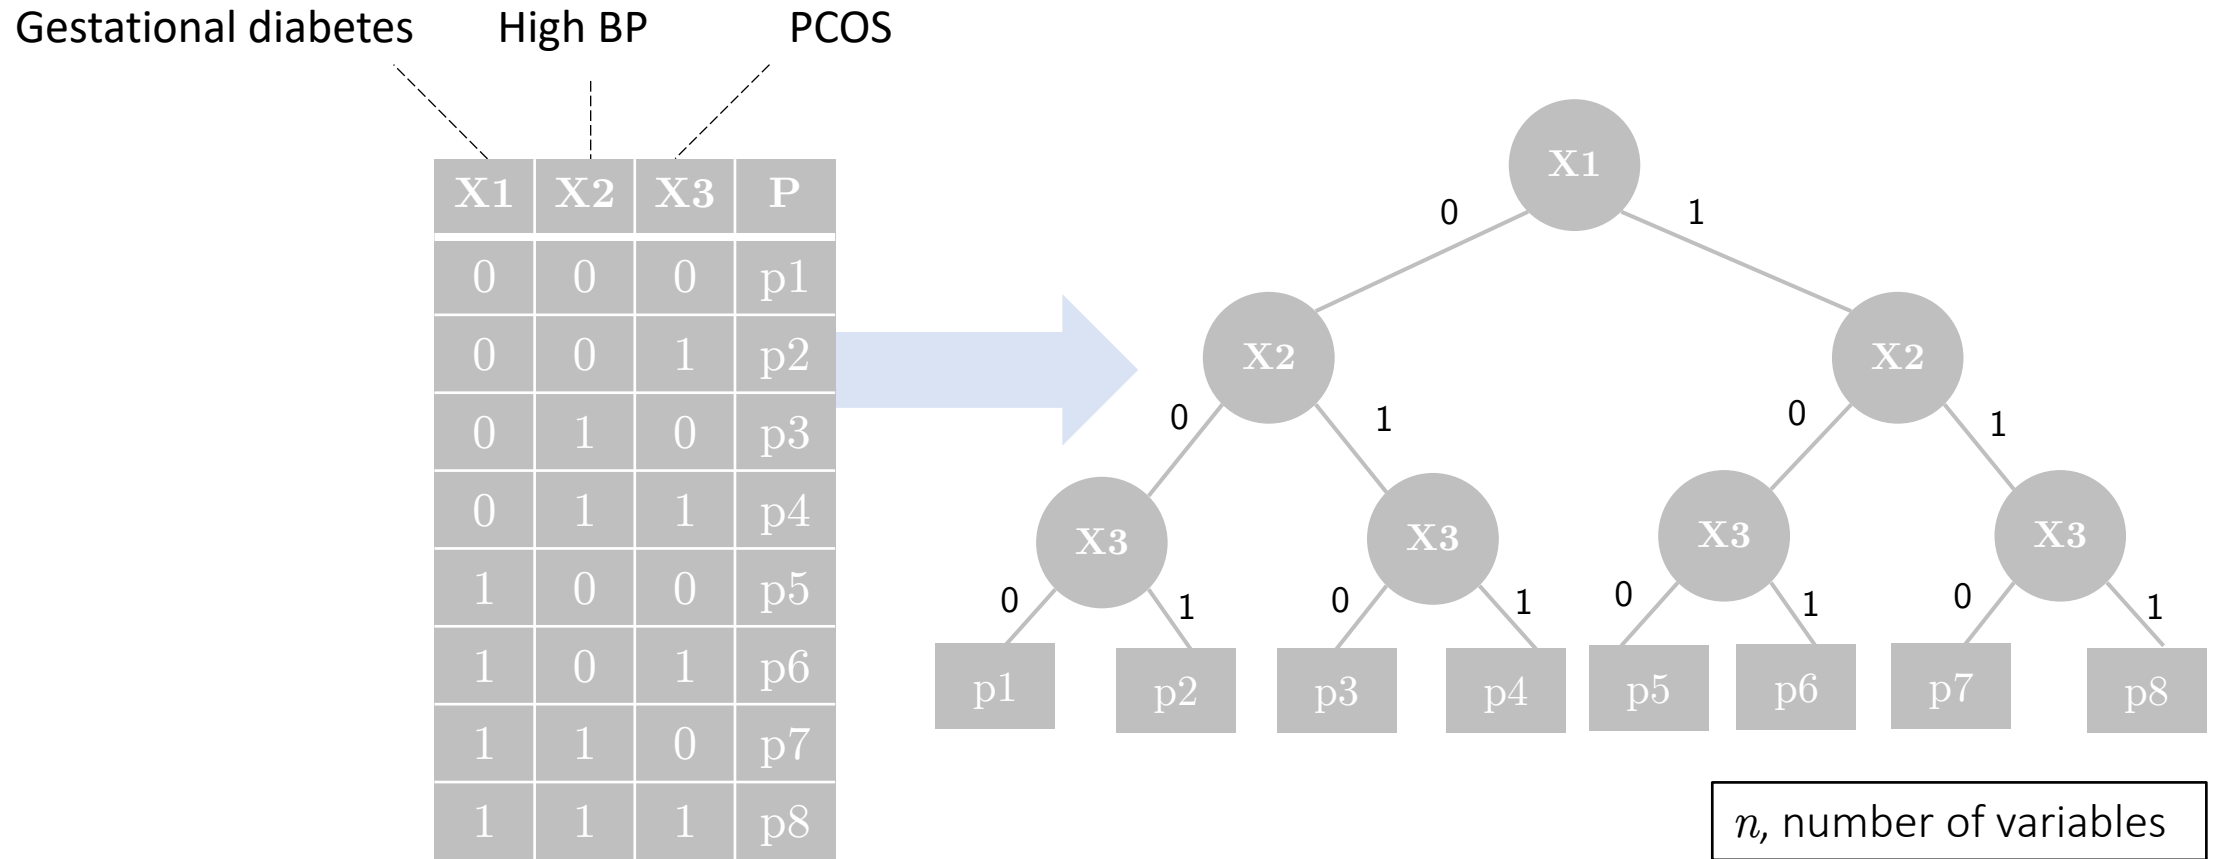 Gestational diabetes High BP PCOS
X1 X2 X3 P
0 0 0 p1
0 0 1 p2
0 1 0 p3
0 1 1 p4
1 0 0 p5
1 0 1 p6
1 1 0 p7
1 1 1 p8
X1
0 1
X2 X2
0 1 0 1
X3 X3 X3 X3
0 1 0 1 0 1 0 1
p1 p2 p3 p4 p5 p6 p7 p8
n, number of variables